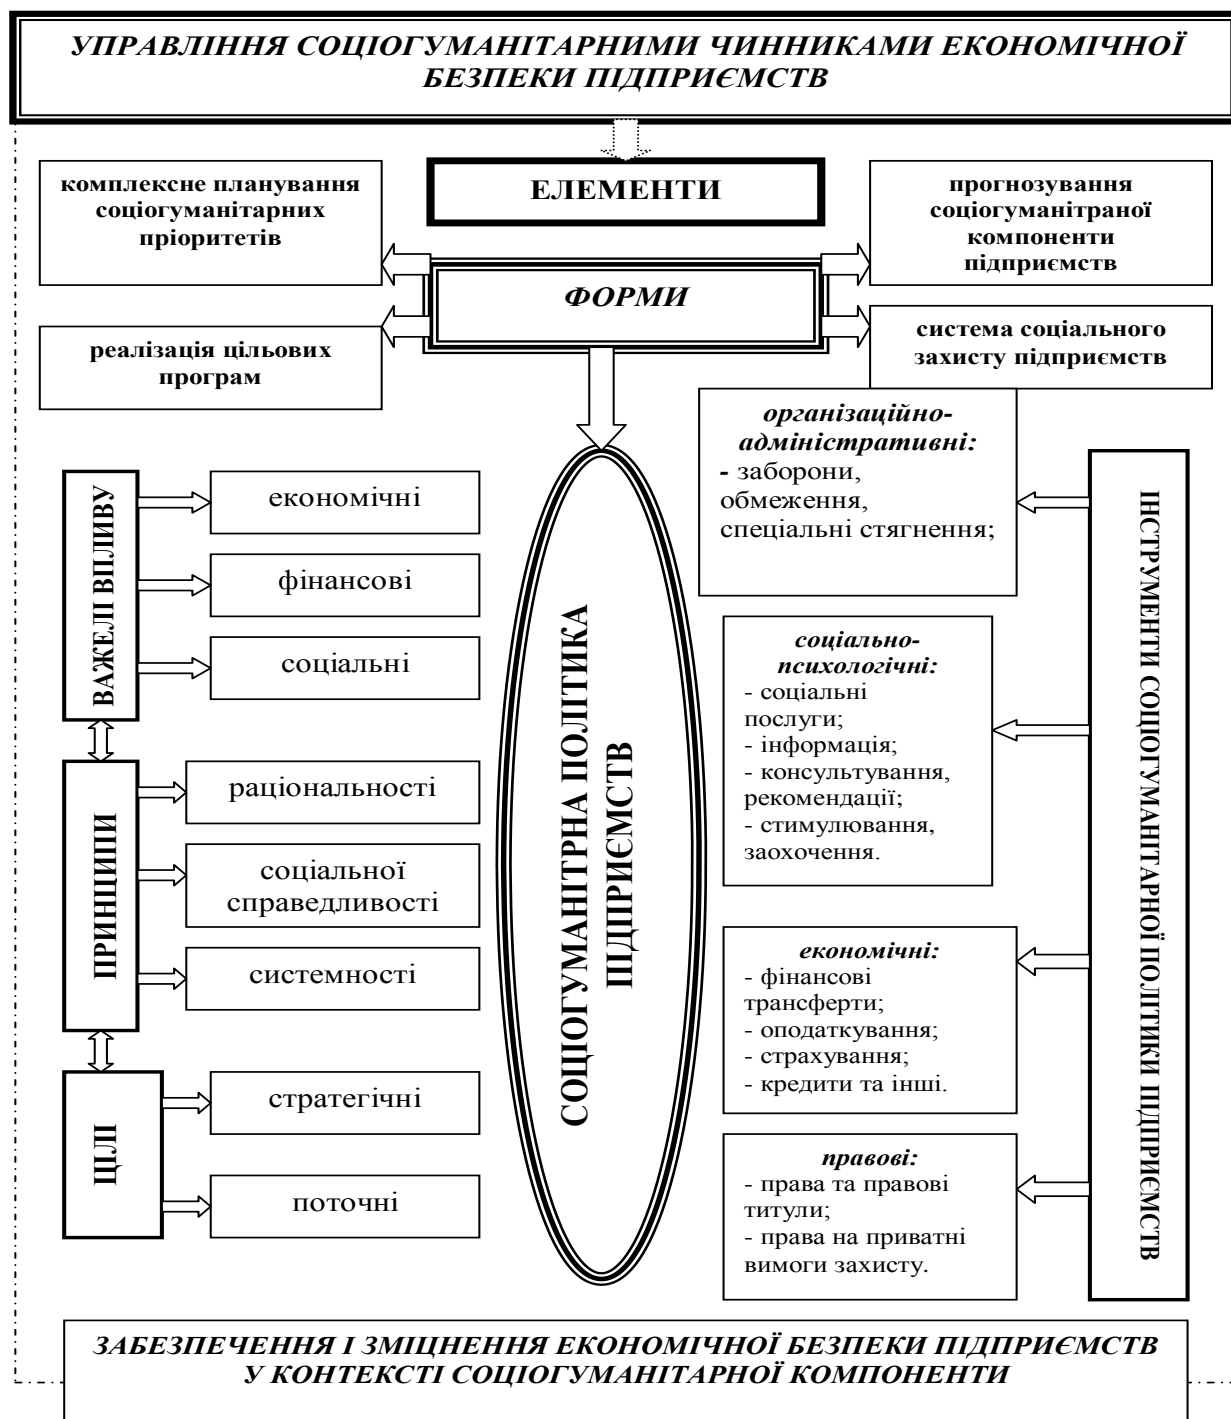 УПРАВЛІННЯ СОЦІОГУМАНІТАРНИМИ ЧИННИКАМИ ЕКОНОМІЧНОЇ
БЕЗПЕКИ ПІДПРИЄМСТВ
ЕЛЕМЕНТИ
комплексне планування
соціогуманітарних
пріоритетів
прогнозування
соціогуманітраної
компоненти
підприємств
ФОРМИ
реалізація цільових
програм
система соціального
захисту підприємств
ВАЖЕЛІ ВПЛИВУ
економічні
фінансові
соціальні
ПРИНЦИПИ
раціональності
соціальної
справедливості
системності
ЦІЛІ
стратегічні
поточні
СОЦІОГУМАНІТРНА ПОЛІТИКА
ПІДПРИЄМСТВ
організаційно-
адміністративні:
- заборони,
обмеження,
спеціальні стягнення;
соціально-
психологічні:
- соціальні
послуги;
- інформація;
- консультування,
рекомендації;
- стимулювання,
заохочення.
економічні:
- фінансові
трансферти;
- оподаткування;
- страхування;
- кредити та інші.
правові:
- права та правові
титули;
- права на приватні
вимоги захисту.
ІНСТРУМЕНТИ СОЦІОГУМАНІТАРНОЇ ПОЛІТИКИ ПІДПРИЄМСТВ
ЗАБЕЗПЕЧЕННЯ І ЗМІЦНЕННЯ ЕКОНОМІЧНОЇ БЕЗПЕКИ ПІДПРИЄМСТВ
У КОНТЕКСТІ СОЦІОГУМАНІТАРНОЇ КОМПОНЕНТИ